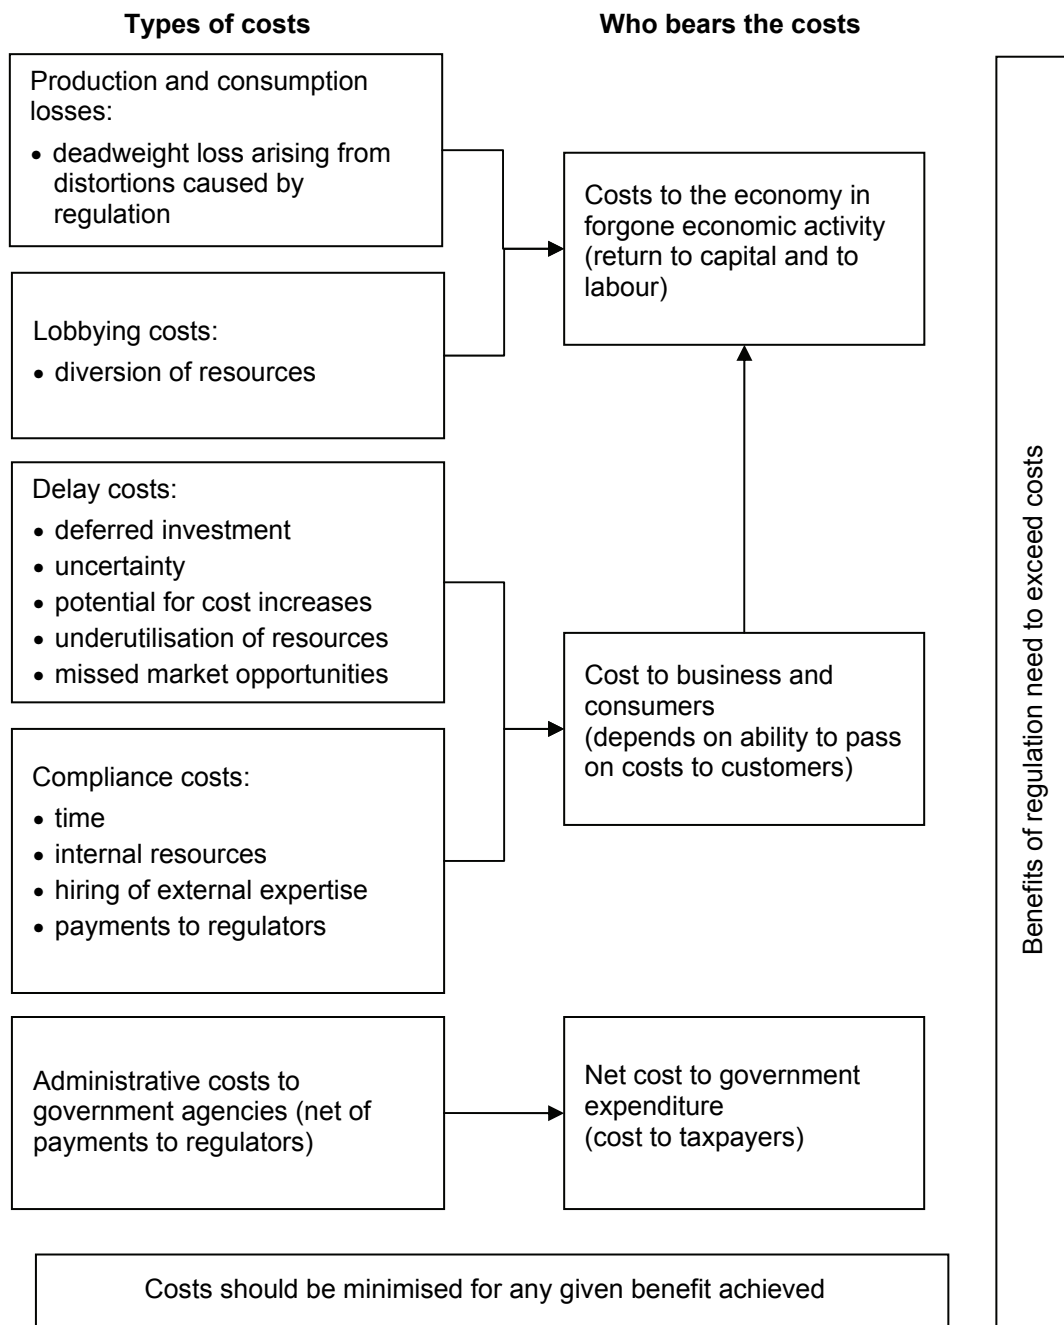 Types of costs
Who bears the costs
Production and consumption
losses:
• deadweight loss arising from
distortions caused by
regulation
Costs to the economy in
forgone economic activity
(return to capital and to
labour)
Lobbying costs:
• diversion of resources
Delay costs:
• deferred investment
• uncertainty
• potential for cost increases
• underutilisation of resources
• missed market opportunities
Cost to business and
consumers
(depends on ability to pass
on costs to customers)
Compliance costs:
• time
• internal resources
• hiring of external expertise
• payments to regulators
Administrative costs to
government agencies (net of
payments to regulators)
Net cost to government
expenditure
(cost to taxpayers)
Benefits of regulation need to exceed costs
Costs should be minimised for any given benefit achieved